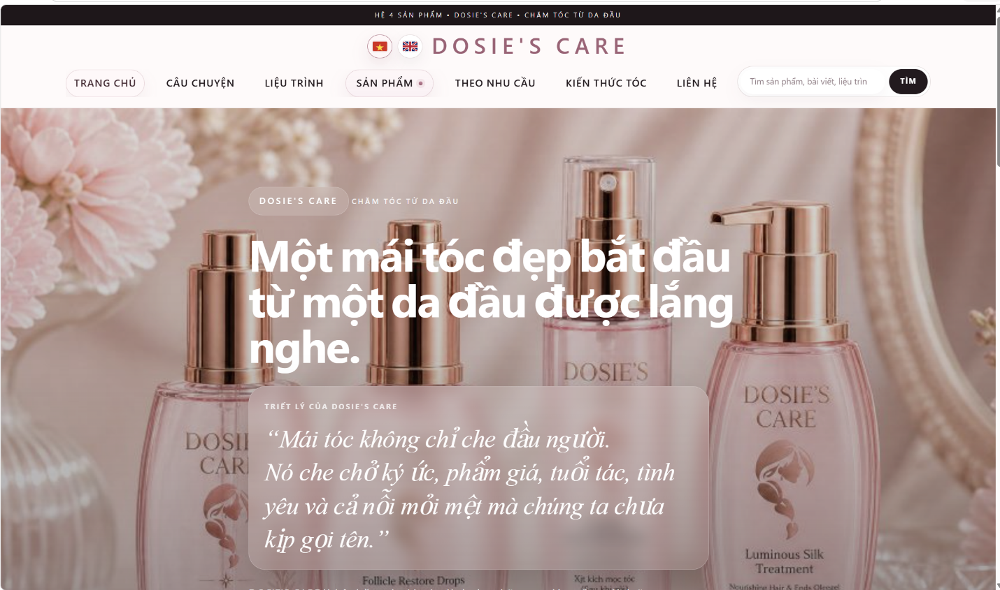 HỆ 4 SẢN PHẨM • DOSIE'S CARE • CHĂM TÓC TỪ DA ĐẦU
DOSIE'S CARE
TRANG CHỦ CÂU CHUYỆN LIỆU TRÌNH SẢN PHẨM THEO NHU CẦU KIẾN THỨC TÓC LIÊN HỆ Tìm sản phẩm, bài viết, liệu trìn TÌM
DOSIE'S CARE CHĂM TÓC TỪ DA ĐẦU
Một mái tóc đẹp bắt đầu
từ một da đầu được lắng
nghe.
TRIẾT LÝ CỦA DOSIE'S CARE
“Mái tóc không chỉ che đầu người.
Nó che chở ký ức, phẩm giá, tuổi tác, tình
yêu và cả nỗi mỏi mệt mà chúng ta chưa
kịp gọi tên.”
DOSI
CAR
Follicle Restore Drops
DOSIE'S
Xịt kích mọc tóc
DOSIE'S
CARE
Luminous Silk
Treatment
Nourishing Hair & Ends